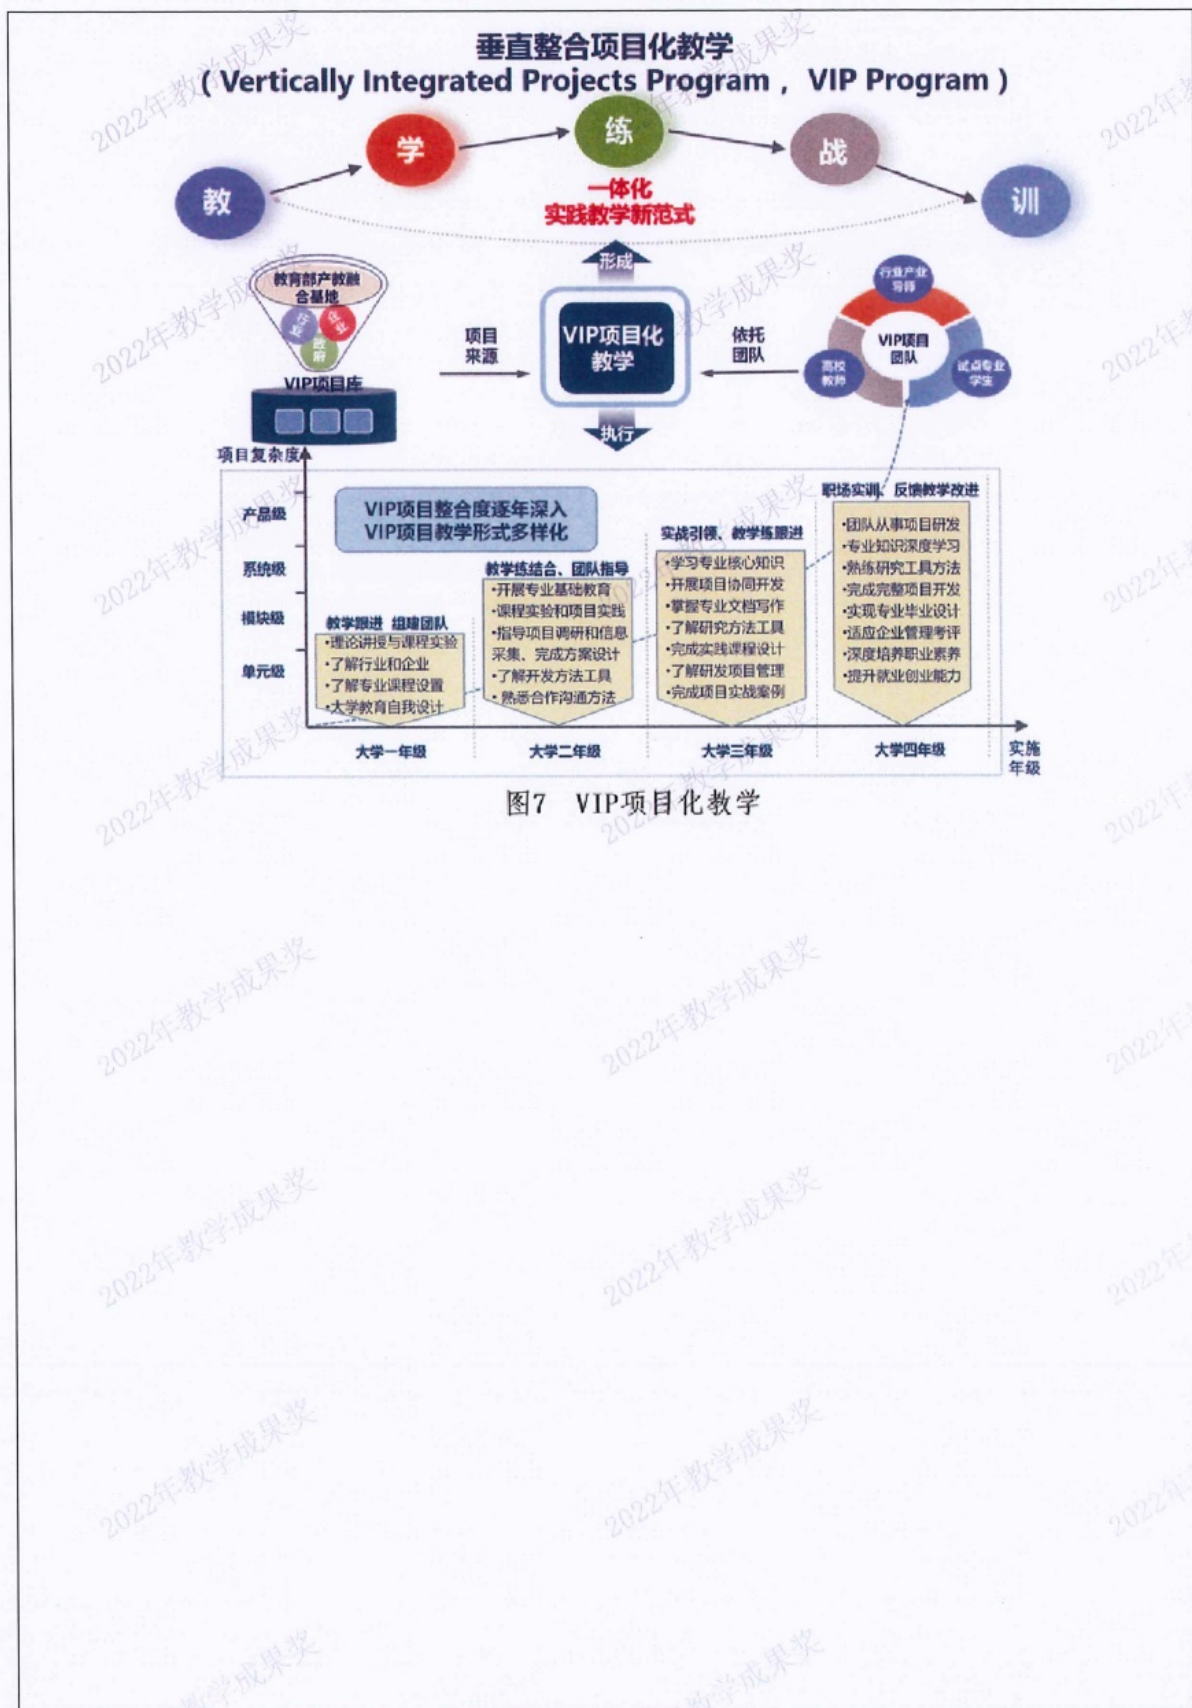 垂直整合项目化教学
(Vertically Integrated Projects Program, VIP Program)
教
学
练
战
训
一体化
实践教学新范式
形成
教育部产教融
合基地
行业
企业
政府
VIP项目库
项目
来源
VIP项目化
教学
依托
团队
行业产业
导师
VIP项目
团队
高校
教师
试点专业
学生
执行
项目复杂度
产品级
系统级
模块级
单元级
VIP项目整合度逐年深入
VIP项目教学形式多样化
教学跟进 组建团队
•理论讲授与课程实验
•了解行业和企业
•了解专业课程设置
•大学教育自我设计
教学练结合、团队指导
•开展专业基础教育
•课程实验和项目实践
•指导项目调研和信息
采集、完成方案设计
•了解开发方法工具
•熟悉合作沟通方法
实战引领、教学练跟进
•学习专业核心知识
•开展项目协同开发
•掌握专业文档写作
•了解研究方法工具
•完成实践课程设计
•了解研发项目管理
•完成项目实战案例
职场实训、反馈教学改进
•团队从事项目研发
•专业知识深度学习
•熟练研究工具方法
•完成完整项目开发
•实现专业毕业设计
•适应企业管理考评
•深度培养职业素养
•提升就业创业能力
大学一年级
大学二年级
大学三年级
大学四年级
实施
年级
图7 VIP项目化教学
2022年教学成果奖